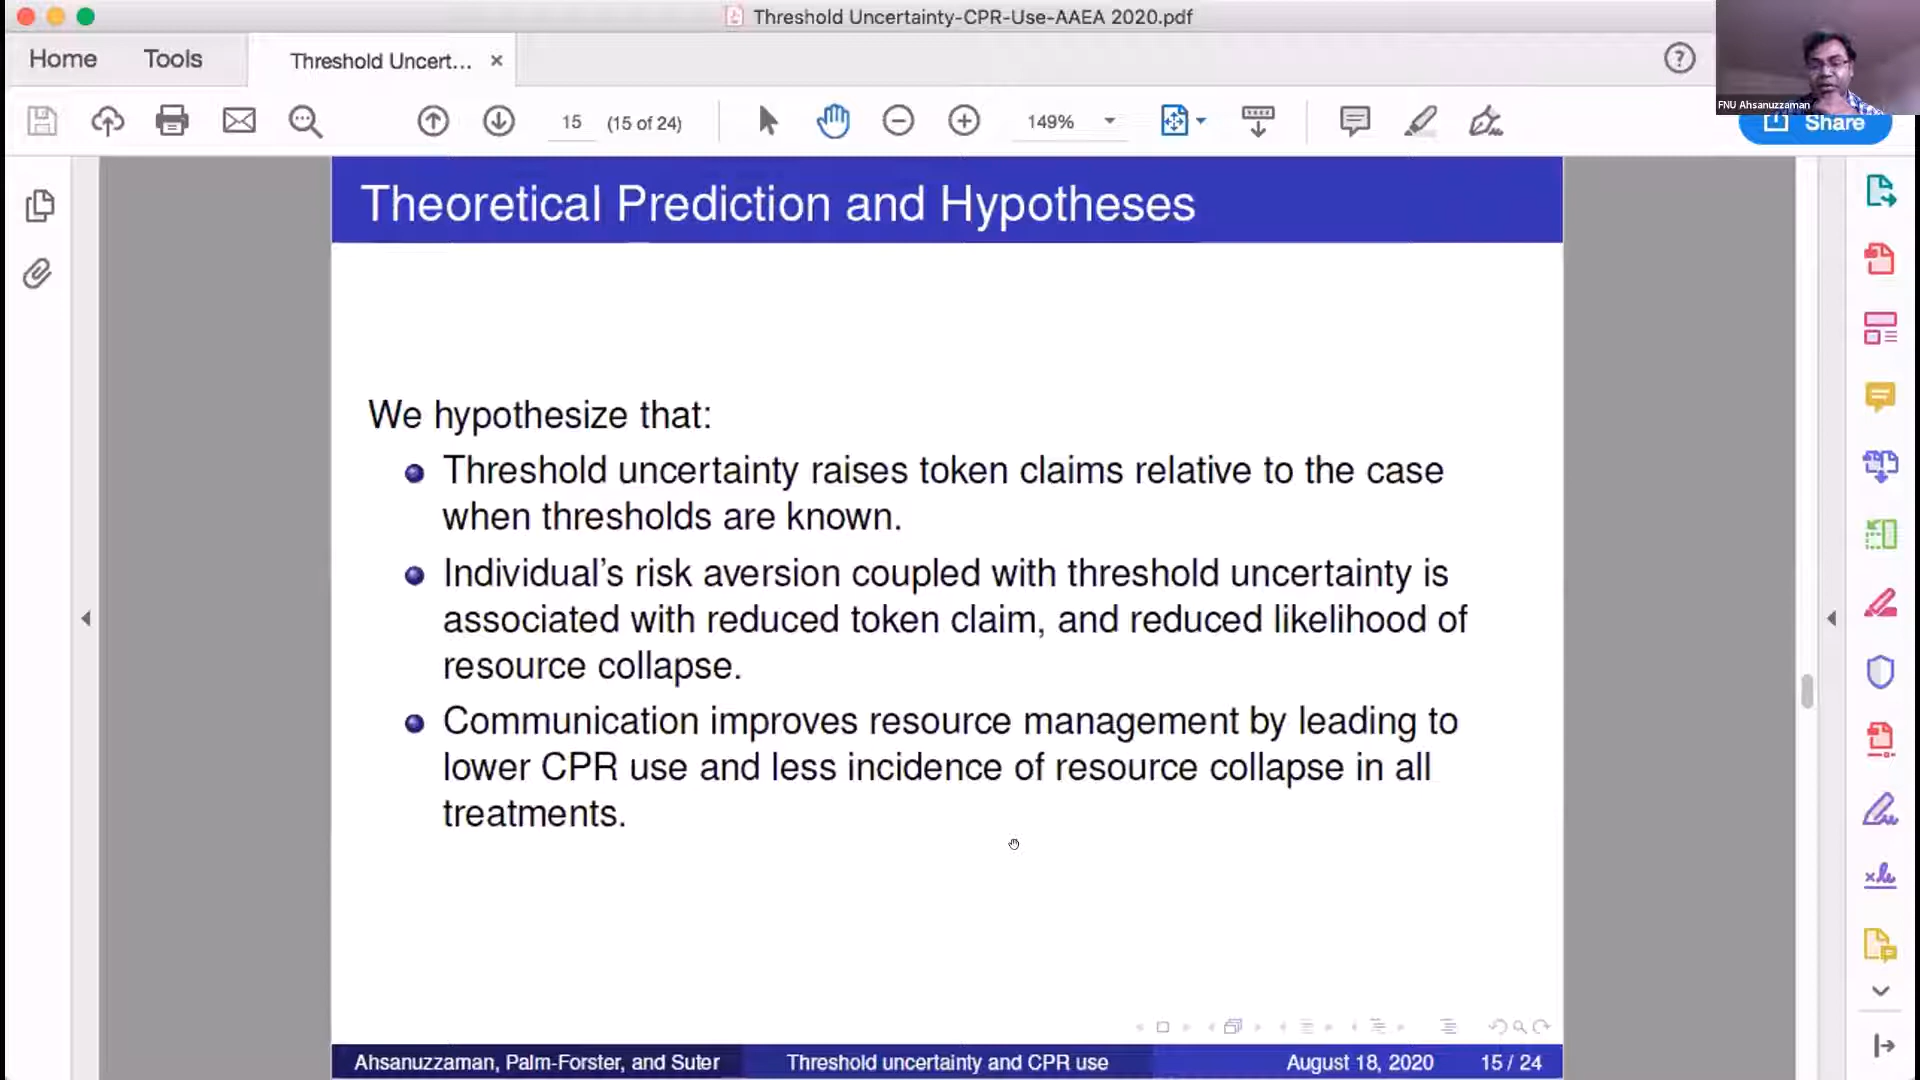 Threshold Uncertainty-CPR-Use-AAEA 2020.pdf
Home
Tools
Threshold Uncert...
FNU Ahsanuzzaman
15
(15 of 24)
149%
Share
Theoretical Prediction and Hypotheses
We hypothesize that:
Threshold uncertainty raises token claims relative to the case
when thresholds are known.
Individual's risk aversion coupled with threshold uncertainty is
associated with reduced token claim, and reduced likelihood of
resource collapse.
Communication improves resource management by leading to
lower CPR use and less incidence of resource collapse in all
treatments.
Ahsanuzzaman, Palm-Forster, and Suter
Threshold uncertainty and CPR use
August 18, 2020
15 / 24